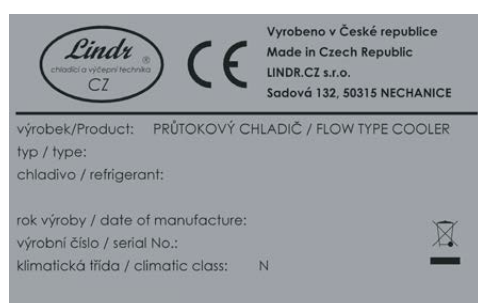 Lindr ®
chladící a výčepní technika
CZ
CE
Vyrobeno v České republice
Made in Czech Republic
LINDR.CZ s.r.o.
Sadová 132, 50315 NECHANICE
výrobek/Product: PRŮTOKOVÝ CHLADIČ / FLOW TYPE COOLER
typ / type:
chladivo / refrigerant:
rok výroby / date of manufacture:
výrobní číslo / serial No.:
klimatická třída / climatic class: N